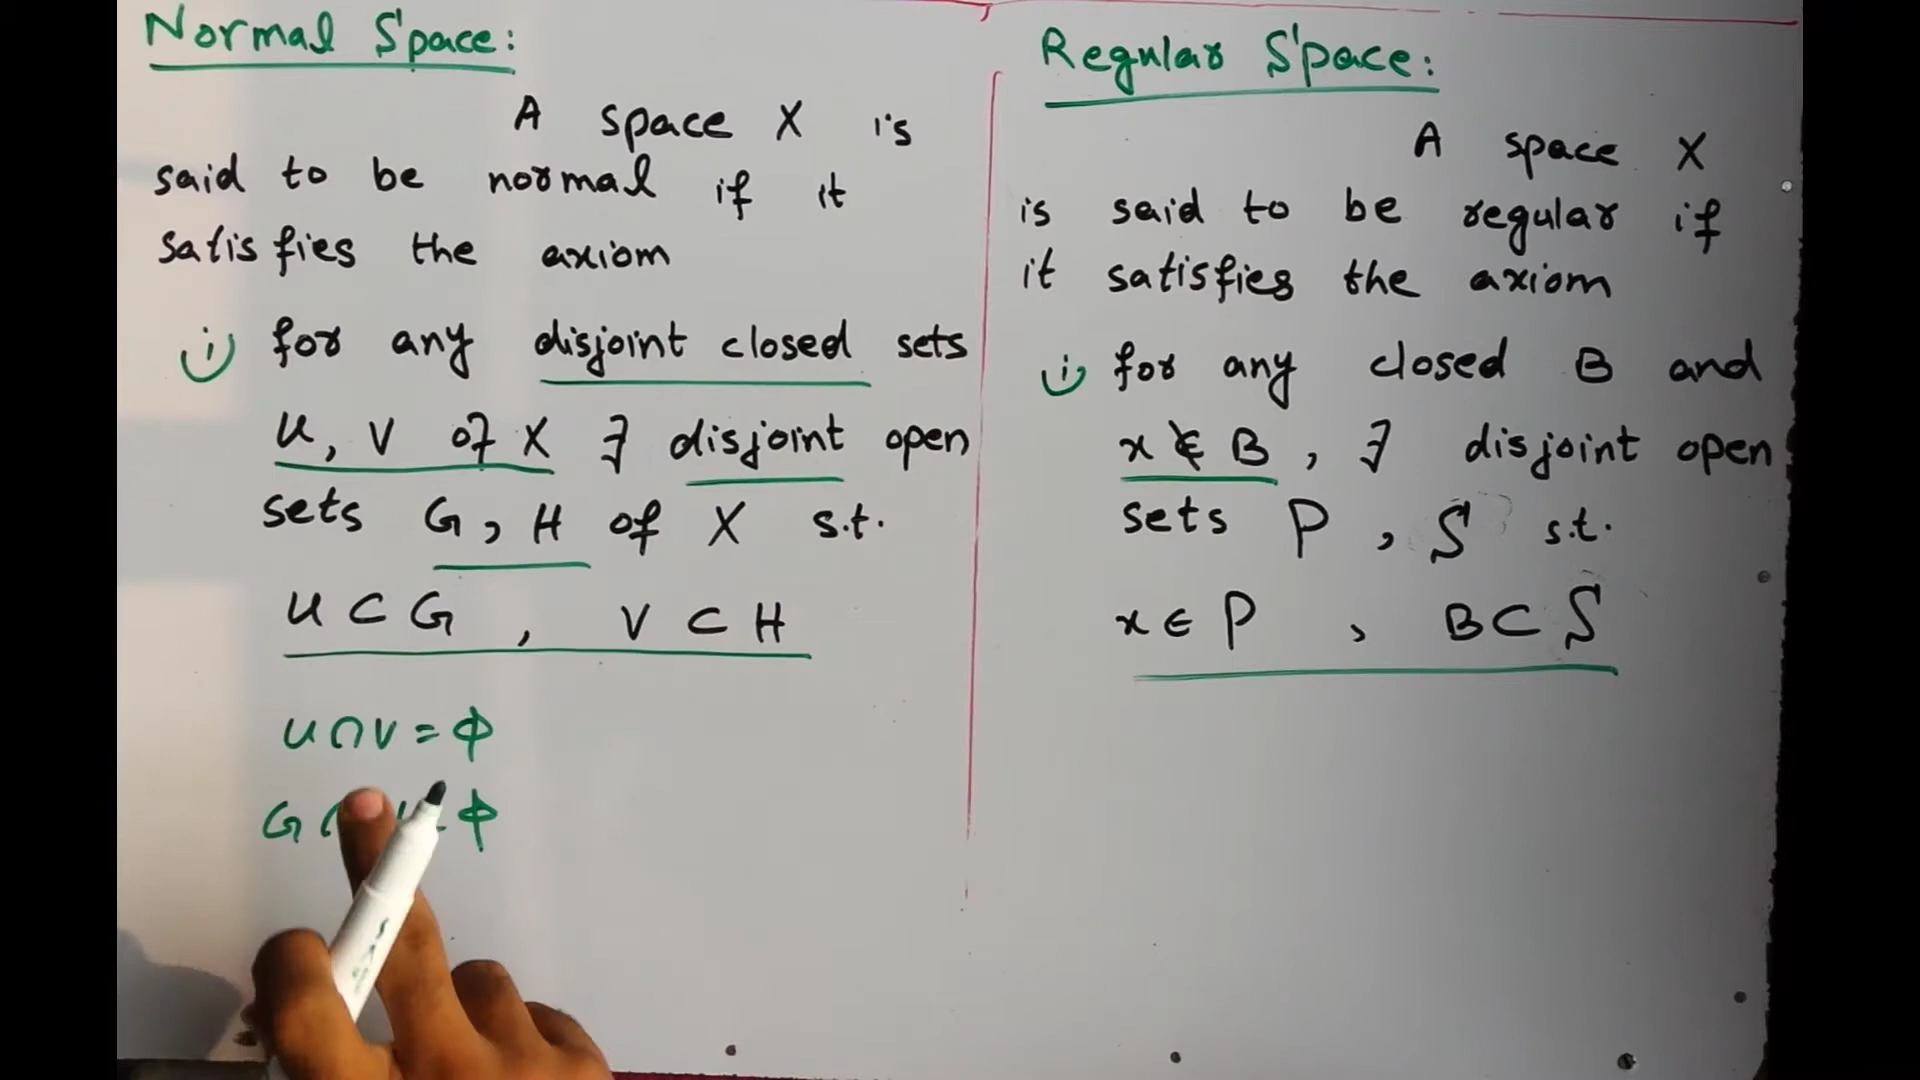 Normal Space:
A space X is
said to be normal if it
satisfies the axiom
i) for any disjoint closed sets
U, V of X ∃ disjoint open
sets G, H of X s.t.
U ⊂ G , V ⊂ H
U ∩ V = ϕ
G ϕ
Regular Space:
A space X
is said to be regular if
it satisfies the axiom
i) for any closed B and
x ∉ B, ∃ disjoint open
sets P, S s.t.
x ∈ P , B ⊂ S